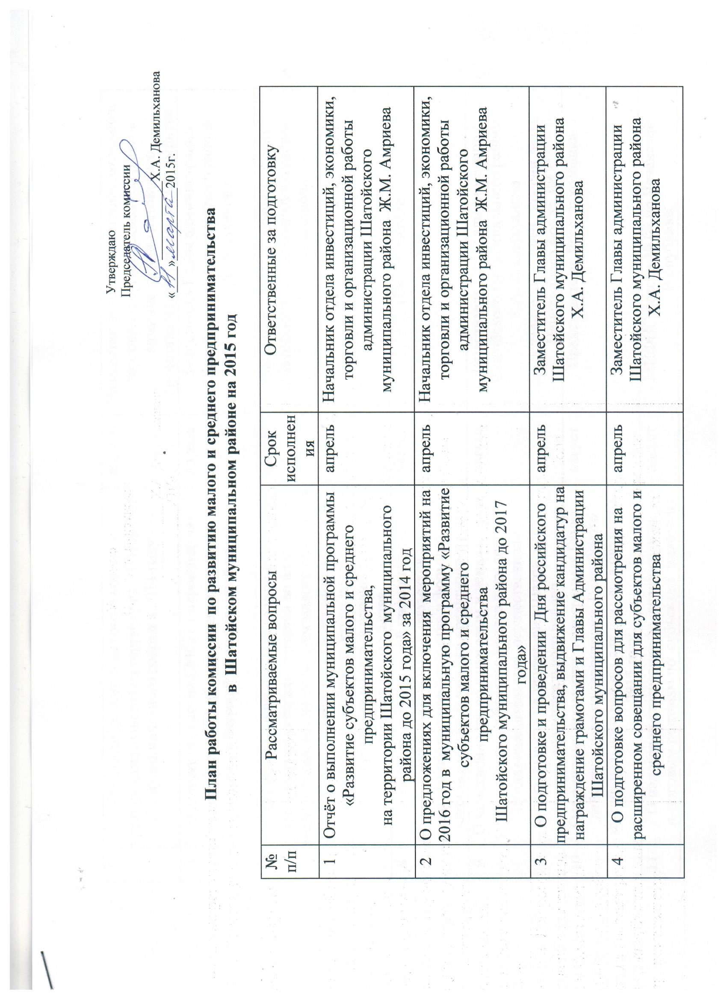 Утверждаю
Председатель комиссии
Х.А. Демильханова
«11» марта 2015г.
План работы комиссии по развитию малого и среднего предпринимательства
в Шатойском муниципальном районе на 2015 год
№
п/п
Рассматриваемые вопросы
Срок
исполнен
ия
Ответственные за подготовку
1
Отчёт о выполнении муниципальной программы
«Развитие субъектов малого и среднего
предпринимательства,
на территории Шатойского муниципального
района до 2015 года» за 2014 год
апрель
Начальник отдела инвестиций, экономики,
торговли и организационной работы
администрации Шатойского
муниципального района Ж.М. Амриева
2
О предложениях для включения мероприятий на
2016 год в муниципальную программу «Развитие
субъектов малого и среднего
предпринимательства
Шатойского муниципального района до 2017
года»
апрель
Начальник отдела инвестиций, экономики,
торговли и организационной работы
администрации Шатойского
муниципального района Ж.М. Амриева
3
О подготовке и проведении Дня российского
предпринимательства, выдвижение кандидатур на
награждение грамотами и Главы Администрации
Шатойского муниципального района
апрель
Заместитель Главы администрации
Шатойского муниципального района
Х.А. Демильханова
4
О подготовке вопросов для рассмотрения на
расширенном совещании для субъектов малого и
среднего предпринимательства
апрель
Заместитель Главы администрации
Шатойского муниципального района
Х.А. Демильханова